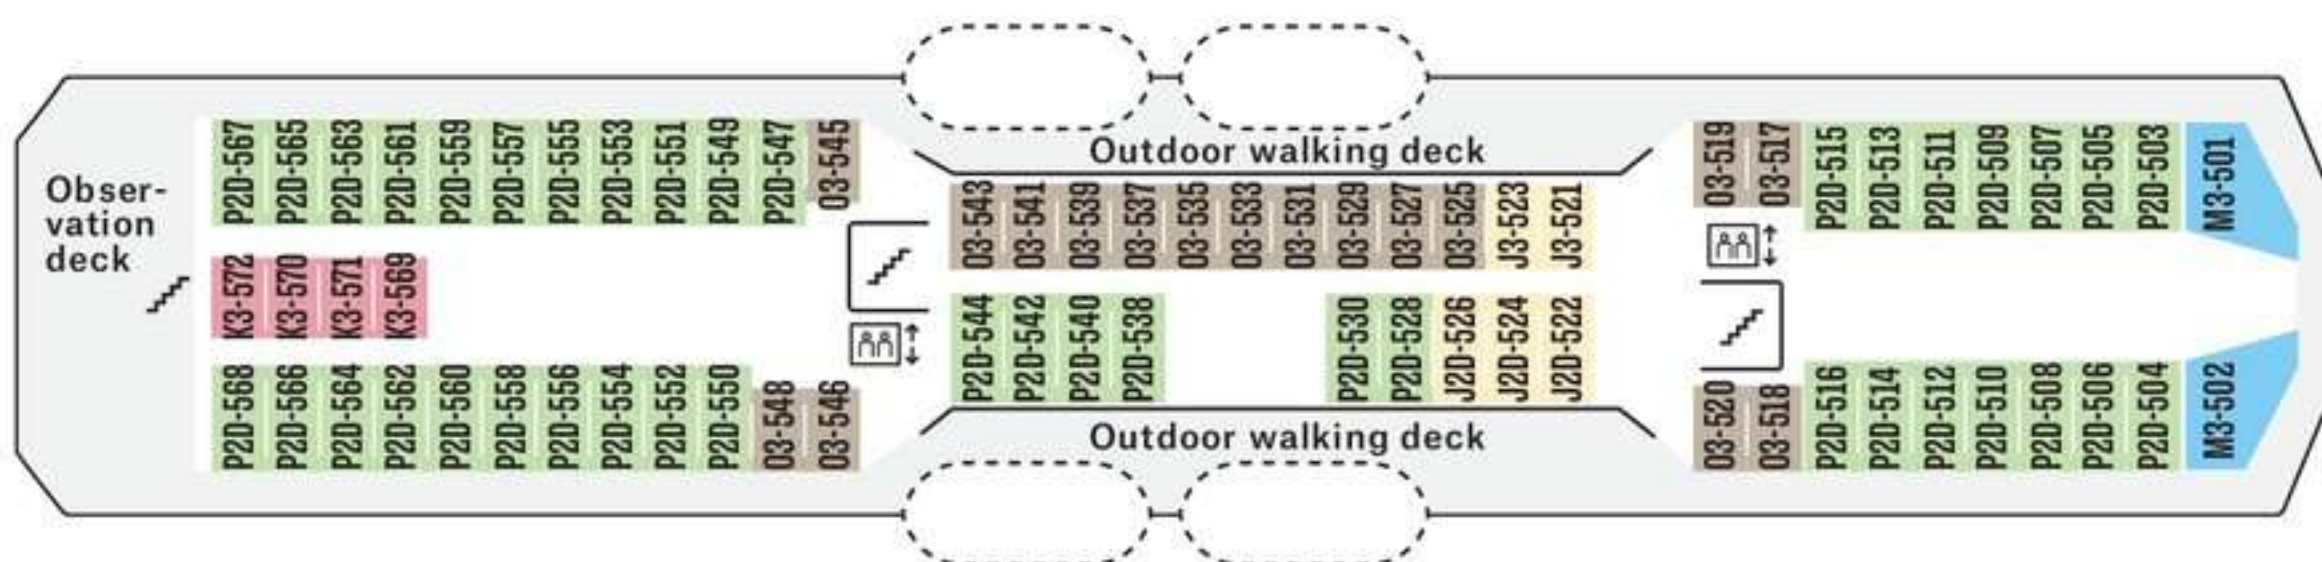 Obser-
vation
deck
P2D-567
P2D-565
P2D-563
P2D-561
P2D-559
P2D-557
P2D-555
P2D-553
P2D-551
P2D-549
P2D-547
O3-545
K3-572
K3-570
K3-571
K3-569
P2D-568
P2D-566
P2D-564
P2D-562
P2D-560
P2D-558
P2D-556
P2D-554
P2D-552
P2D-550
O3-548
O3-546
Outdoor walking deck
O3-543
O3-541
O3-539
O3-537
O3-535
O3-533
O3-531
O3-529
O3-527
O3-525
J3-523
J3-521
P2D-544
P2D-542
P2D-540
P2D-538
P2D-530
P2D-528
J2D-526
J2D-524
J2D-522
Outdoor walking deck
O3-519
O3-517
P2D-515
P2D-513
P2D-511
P2D-509
P2D-507
P2D-505
P2D-503
M3-501
O3-520
O3-518
P2D-516
P2D-514
P2D-512
P2D-510
P2D-508
P2D-506
P2D-504
M3-502